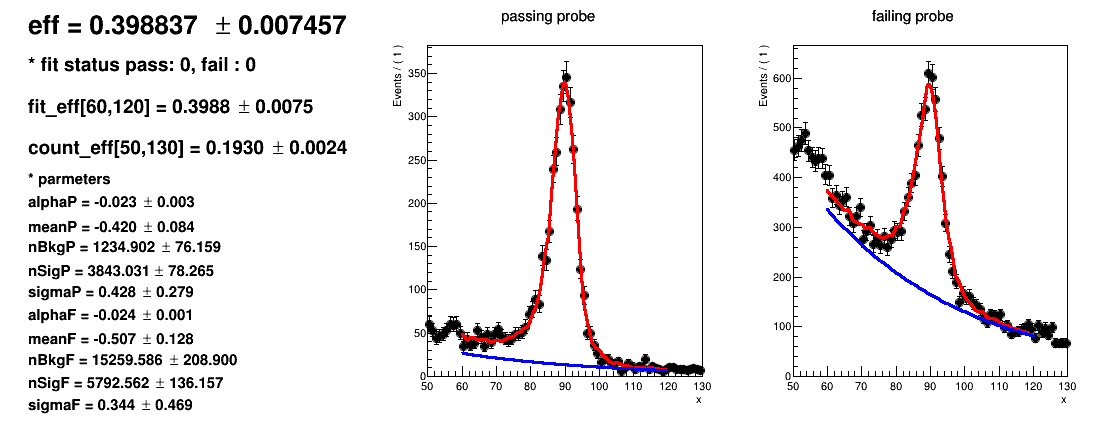 eff = 0.398837 ± 0.007457
* fit status pass: 0, fail : 0
fit_eff[60,120] = 0.3988 ± 0.0075
count_eff[50,130] = 0.1930 ± 0.0024
* parmeters
alphaP = -0.023 ± 0.003
meanP = -0.420 ± 0.084
nBkgP = 1234.902 ± 76.159
nSigP = 3843.031 ± 78.265
sigmaP = 0.428 ± 0.279
alphaF = -0.024 ± 0.001
meanF = -0.507 ± 0.128
nBkgF = 15259.586 ± 208.900
nSigF = 5792.562 ± 136.157
sigmaF = 0.344 ± 0.469
passing probe
Events / ( 1 )
350
300
250
200
150
100
50
0
50 60 70 80 90 100 110 120 130
x
failing probe
Events / ( 1 )
600
500
400
300
200
100
0
50 60 70 80 90 100 110 120 130
x